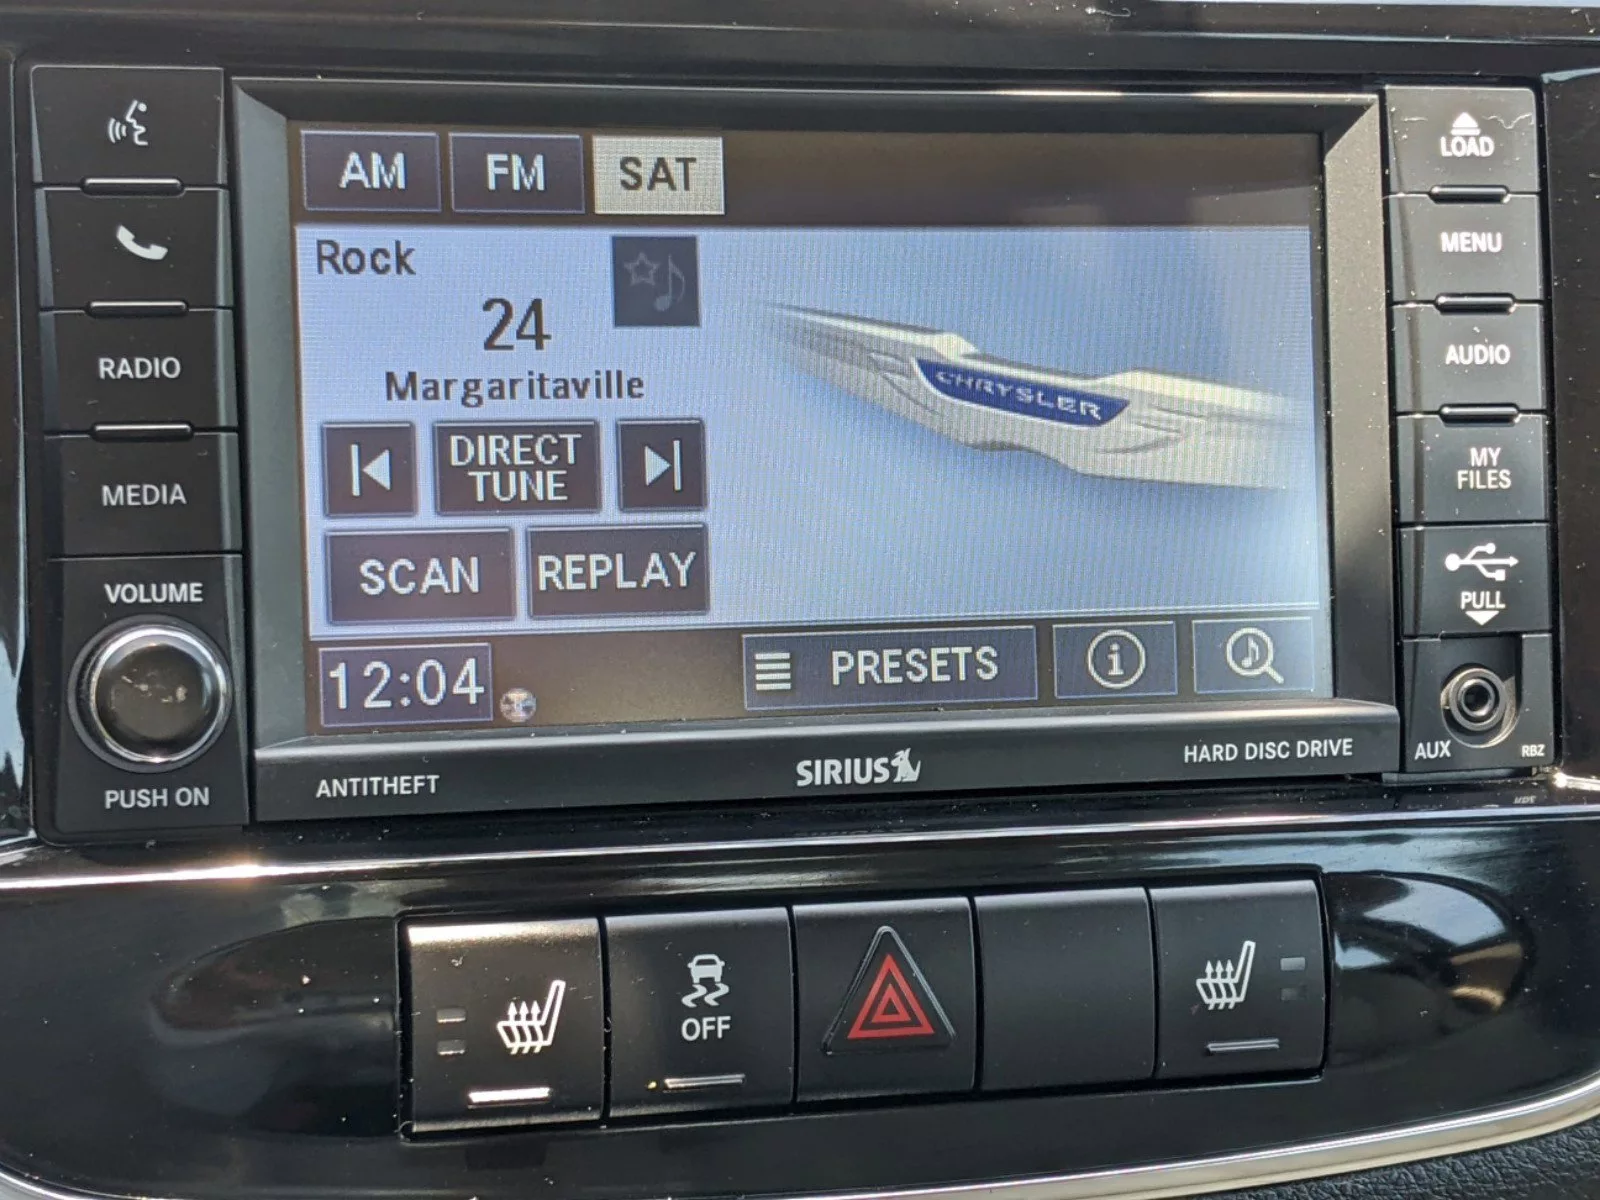 AM FM SAT
Rock
24
Margaritaville
DIRECT
TUNE
SCAN REPLAY
12:04 PRESETS
CHRYSLER
RADIO
MEDIA
VOLUME
PUSH ON
LOAD
MENU
AUDIO
MY
FILES
PULL
AUX RBZ
ANTITHEFT SIRIUS HARD DISC DRIVE
OFF